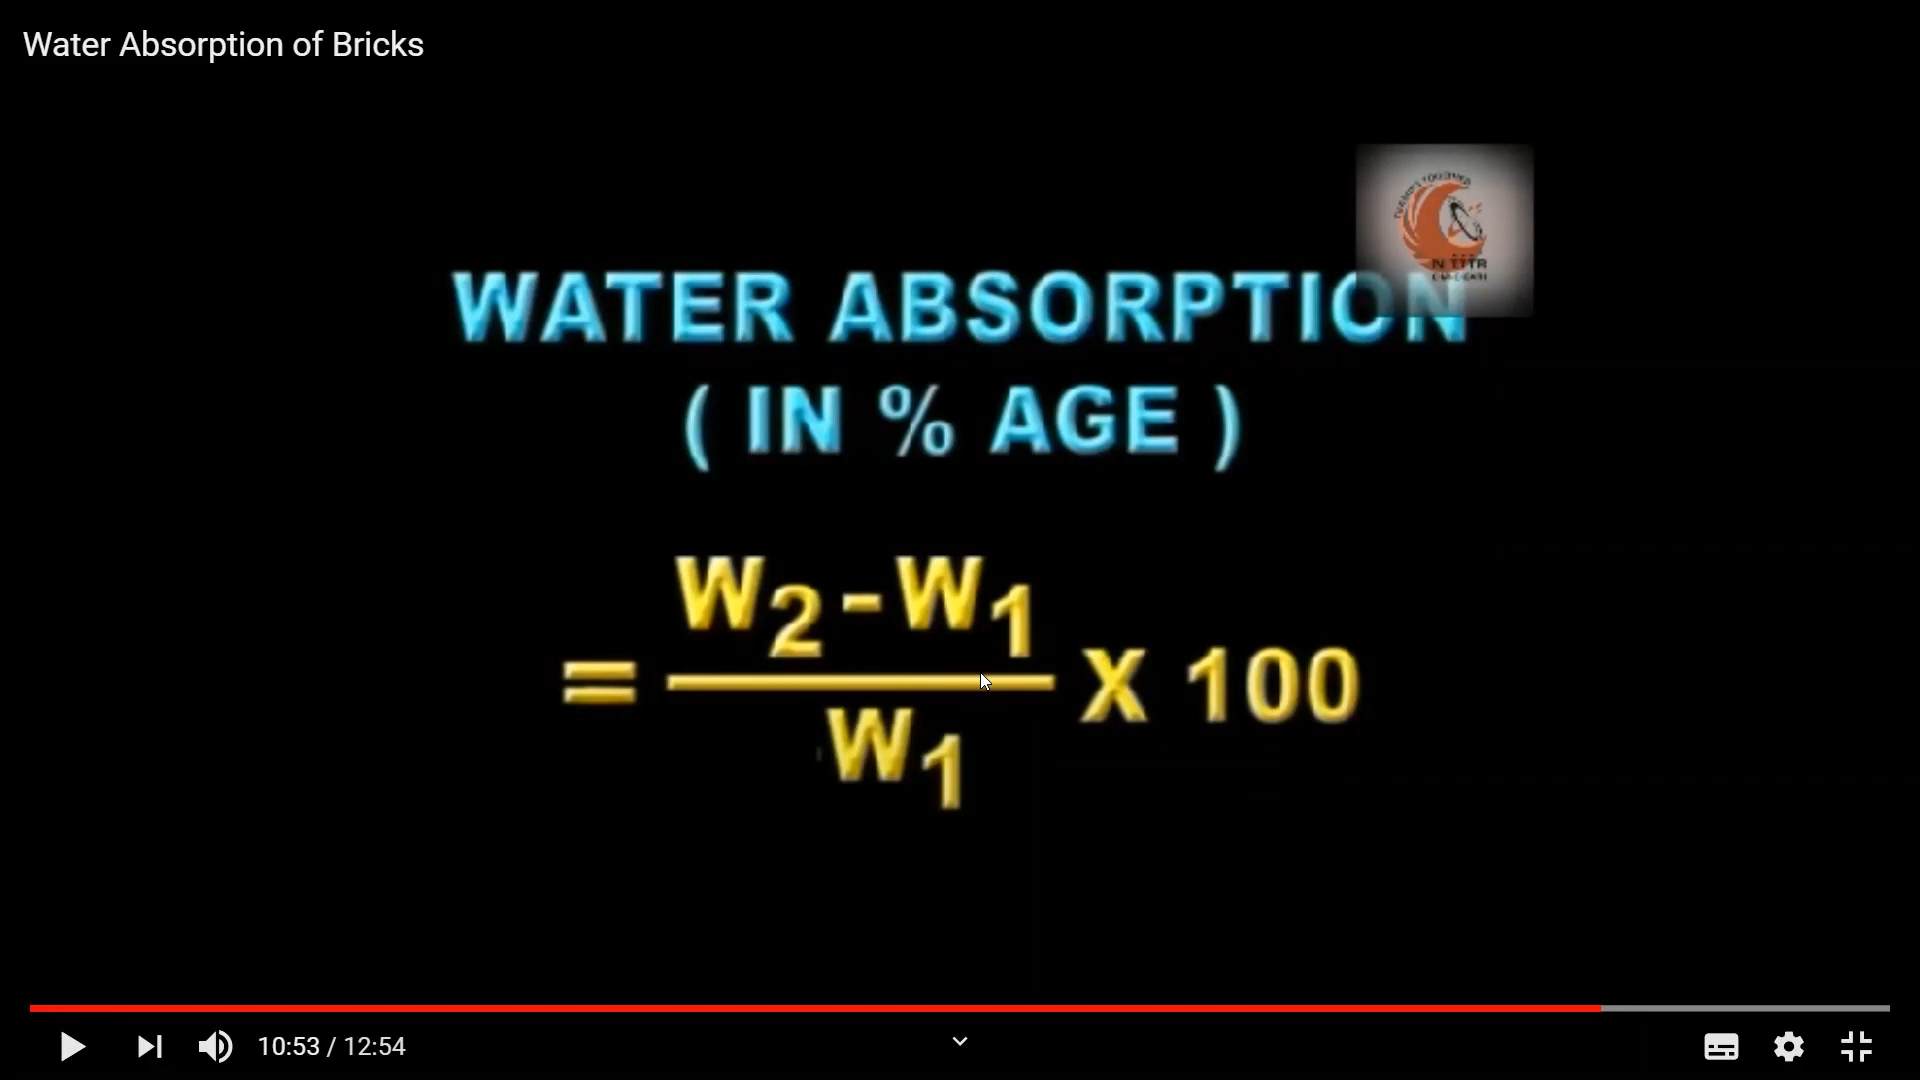 Water Absorption of Bricks
WATER ABSORPTION
( IN % AGE )
= W2 - W1 / W1 X 100
10:53 / 12:54